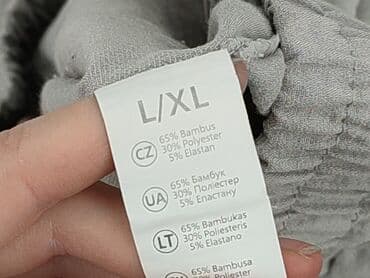 L/XL
CZ 65% Bambus
30% Polyester
5% Elastan
UA 65% Бамбук
30% Поліестер
5% Еластану
LT 65% Bambukas
30% Poliesteris
5% Elastano
65% Bambusa